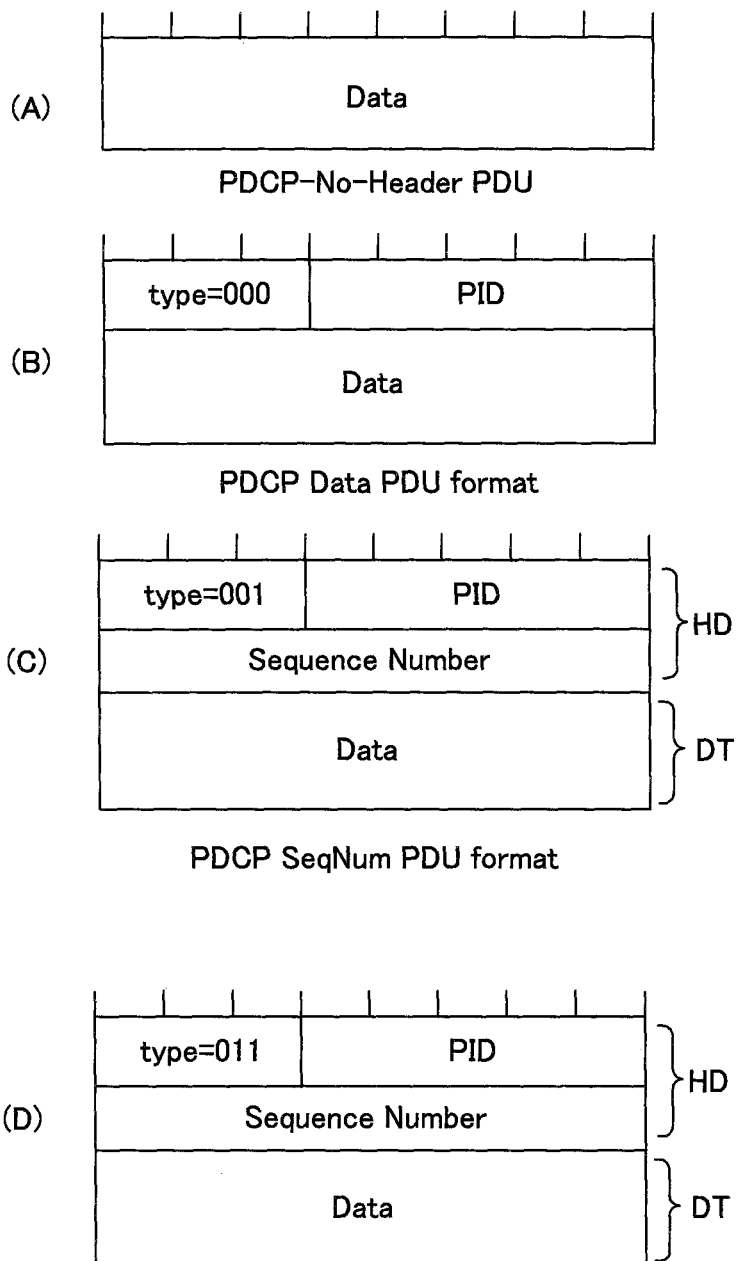 (A)
Data
PDCP-No-Header PDU
(B)
type=000 PID
Data
PDCP Data PDU format
(C)
type=001 PID
HD
Sequence Number
Data
DT
PDCP SeqNum PDU format
(D)
type=011 PID
HD
Sequence Number
Data
DT